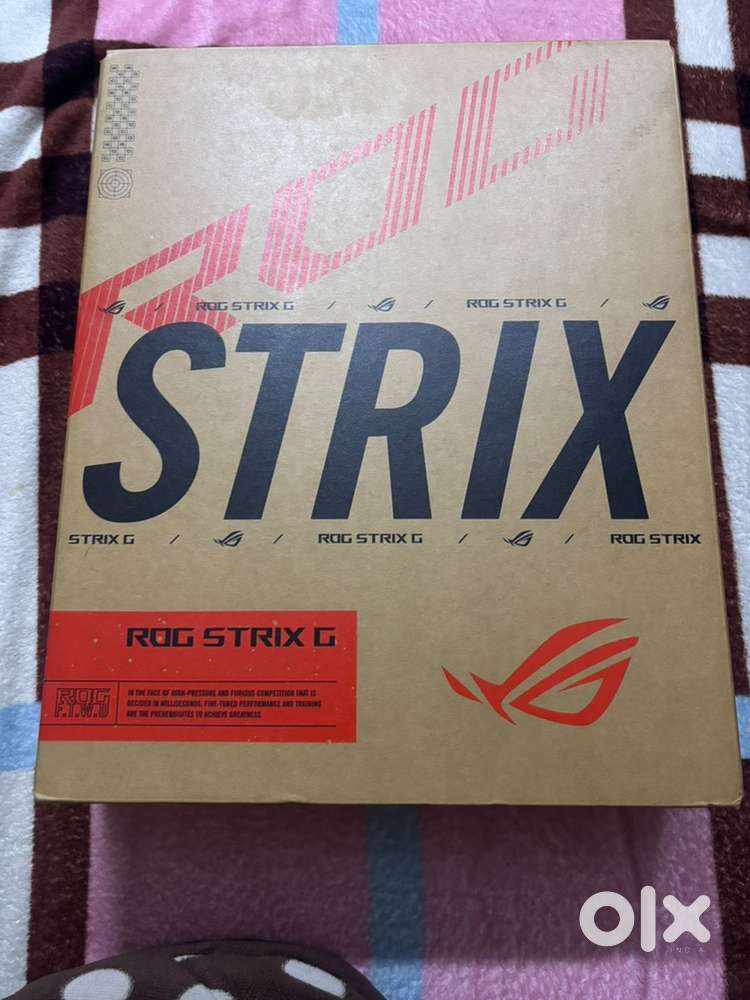 ROG
ROG STRIX G / / ROG STRIX G /
STRIX
STRIX G / / ROG STRIX G / / ROG STRIX
ROG STRIX G
ROG
F.T.W.D
IN THE FACE OF HIGH-PRESSURE AND FURIOUS COMPETITION THAT IS
DECIDED IN MILLISECONDS. FINE-TUNED PERFORMANCE AND TRAINING
ARE THE PREREQUISITES TO ACHIEVE GREATNESS.
olx
INDIA